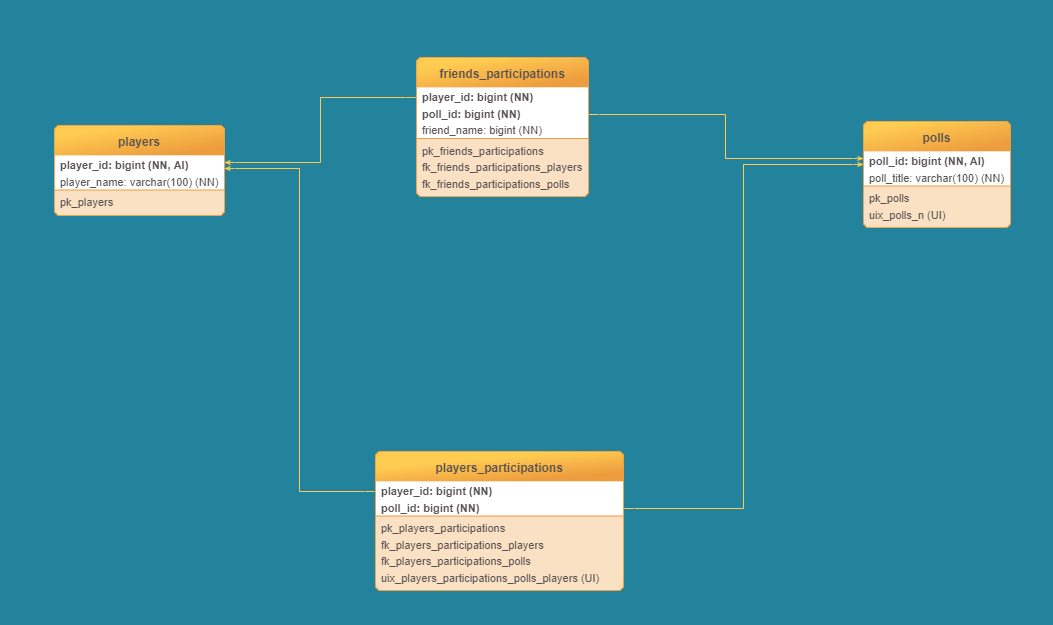 friends_participations
player_id: bigint (NN)
poll_id: bigint (NN)
friend_name: bigint (NN)
pk_friends_participations
fk_friends_participations_players
fk_friends_participations_polls
players
player_id: bigint (NN, AI)
player_name: varchar(100) (NN)
pk_players
polls
poll_id: bigint (NN, AI)
poll_title: varchar(100) (NN)
pk_polls
uix_polls_n (UI)
players_participations
player_id: bigint (NN)
poll_id: bigint (NN)
pk_players_participations
fk_players_participations_players
fk_players_participations_polls
uix_players_participations_polls_players (UI)